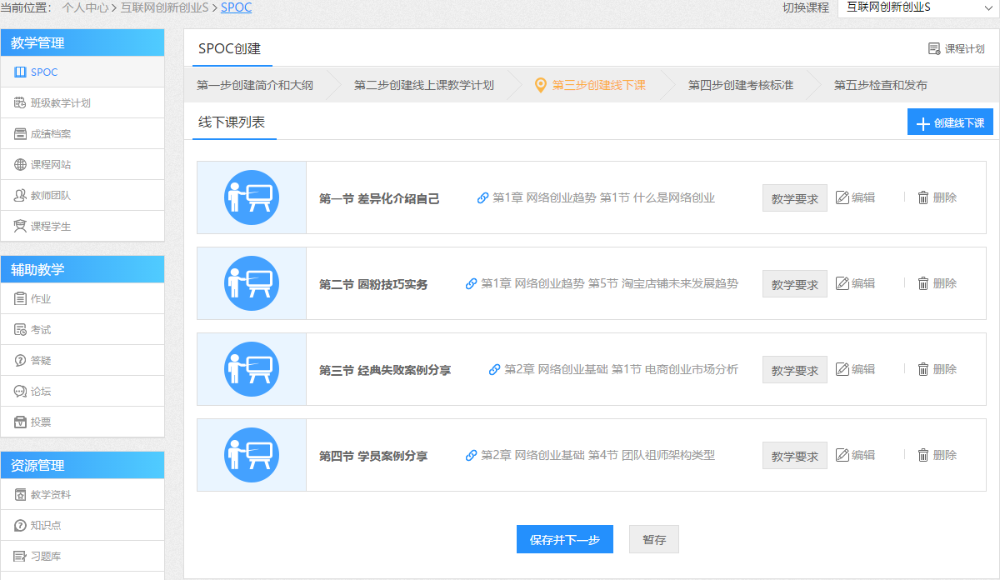 当前位置： 个人中心 > 互联网创新创业S > SPOC
切换课程 互联网创新创业S
教学管理
SPOC
班级教学计划
成绩档案
课程网站
教师团队
课程学生
辅助教学
作业
考试
答疑
论坛
投票
资源管理
教学资料
知识点
习题库
SPOC创建
课程计划
第一步创建简介和大纲 第二步创建线上课教学计划 第三步创建线下课 第四步创建考核标准 第五步检查和发布
线下课列表
创建线下课
第一节 差异化介绍自己 第1章 网络创业趋势 第1节 什么是网络创业 教学要求 编辑 删除
第二节 圈粉技巧实务 第1章 网络创业趋势 第5节 淘宝店铺未来发展趋势 教学要求 编辑 删除
第三节 经典失败案例分享 第2章 网络创业基础 第1节 电商创业市场分析 教学要求 编辑 删除
第四节 学员案例分享 第2章 网络创业基础 第4节 团队祖师架构类型 教学要求 编辑 删除
保存并下一步 暂存